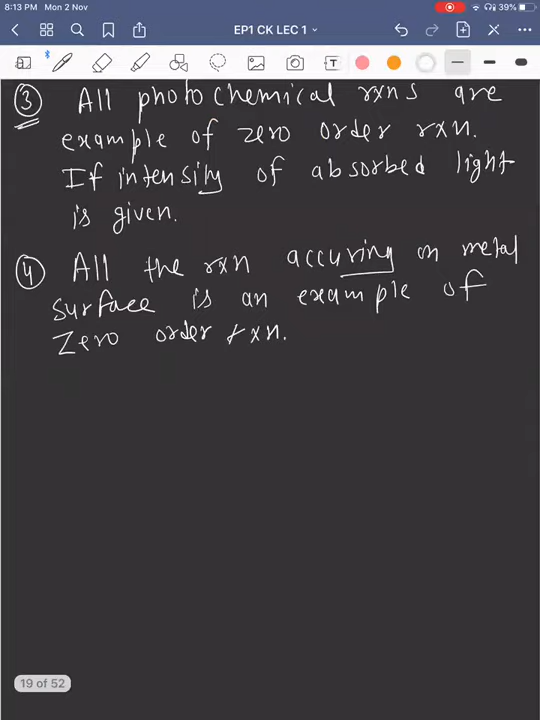 8:13 PM Mon 2 Nov 39%
EP1 CK LEC 1
③ All photo Chemical rxns are
example of zero order rxn.
If intensity of absorbed light
is given.
④ All the rxn accuring on metal
surface is an example of
Zero order rxn.
19 of 52